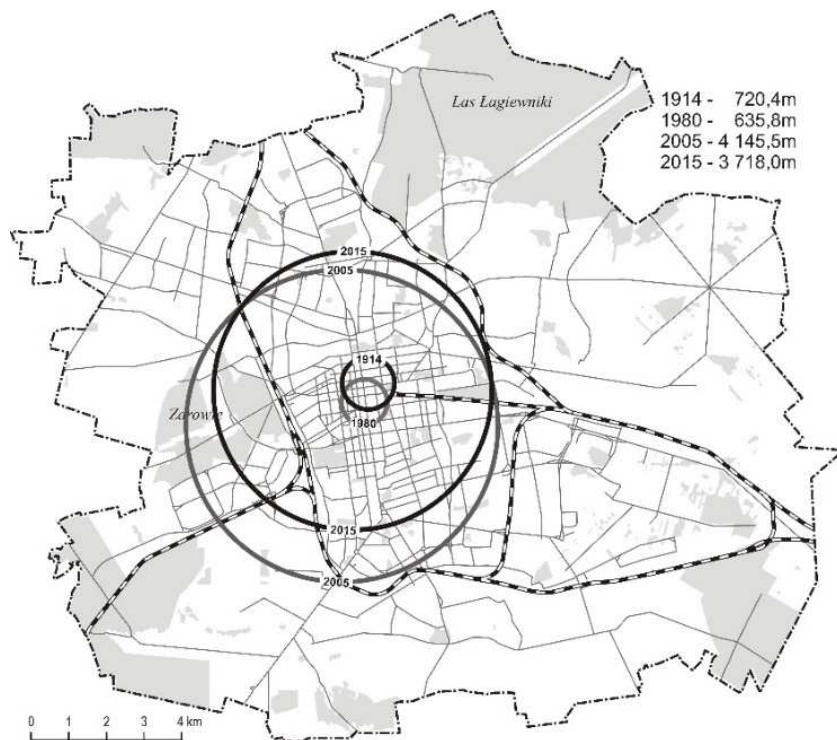 Las Łagiewniki
1914 - 720,4m
1980 - 635,8m
2005 - 4 145,5m
2015 - 3 718,0m
2015
2005
1914
Zdrowie
1980
2015
2005
0 1 2 3 4 km